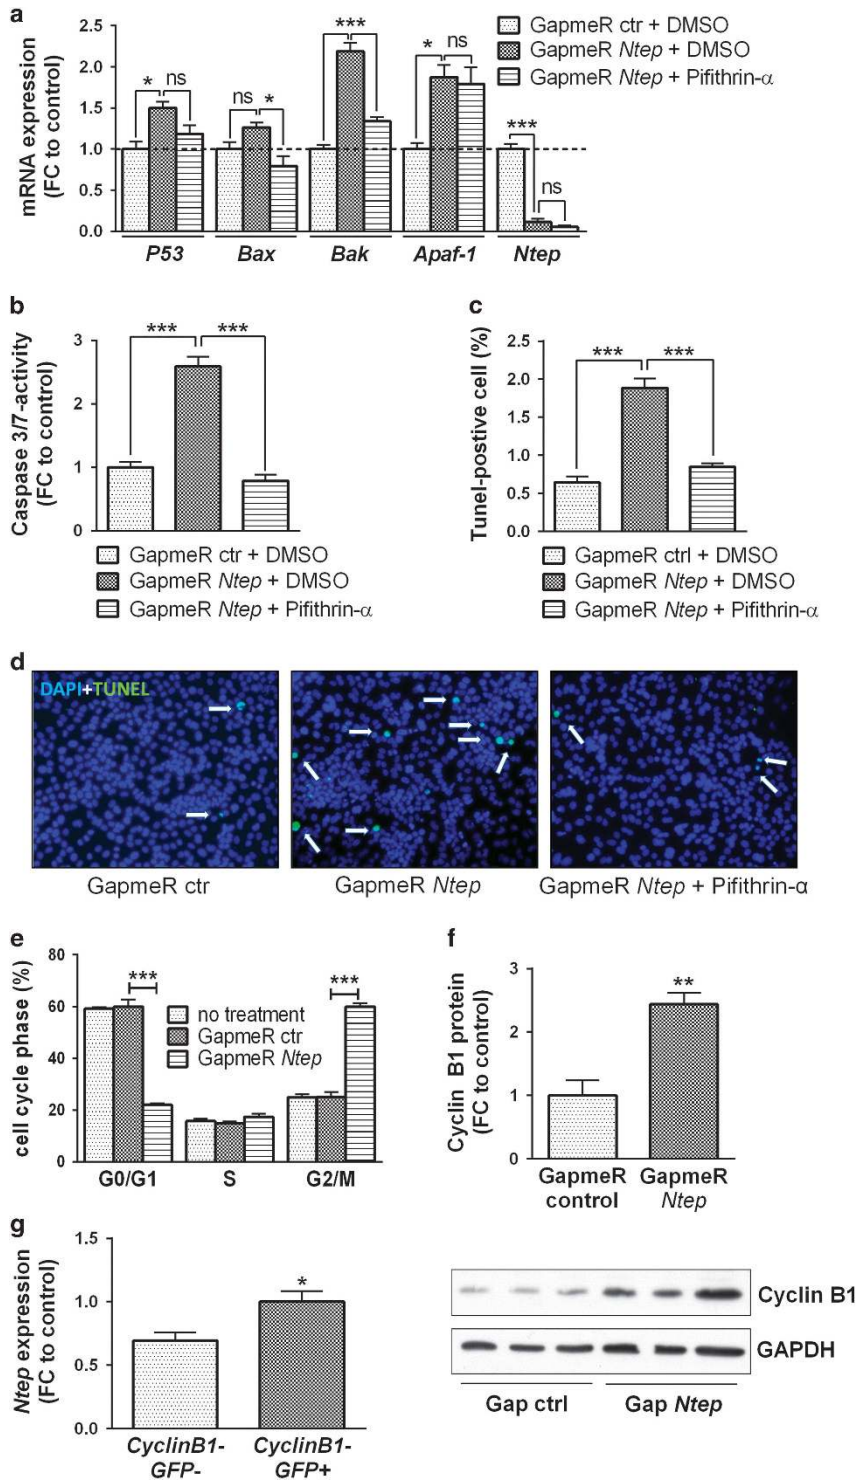 a
mRNA expression
(FC to control)
2.5
2.0
1.5
1.0
0.5
0.0
* ns
ns *
***
* ns
***
ns
P53 Bax Bak Apaf-1 Ntep
GapmeR ctr + DMSO
GapmeR Ntep + DMSO
GapmeR Ntep + Pifithrin-α
b
Caspase 3/7-activity
(FC to control)
3
2
1
0
*** ***
GapmeR ctr + DMSO
GapmeR Ntep + DMSO
GapmeR Ntep + Pifithrin-α
c
Tunel-postive cell (%)
2.5
2.0
1.5
1.0
0.5
0.0
*** ***
GapmeR ctrl + DMSO
GapmeR Ntep + DMSO
GapmeR Ntep + Pifithrin-α
d
DAPI+TUNEL
GapmeR ctr
GapmeR Ntep
GapmeR Ntep + Pifithrin-α
e
cell cycle phase (%)
80
60
40
20
0
*** ***
no treatment
GapmeR ctr
GapmeR Ntep
G0/G1 S G2/M
f
Cyclin B1 protein
(FC to control)
3
2
1
0
**
GapmeR
control
GapmeR
Ntep
Cyclin B1
GAPDH
Gap ctrl Gap Ntep
g
Ntep expression
(FC to control)
1.5
1.0
0.5
0.0
*
CyclinB1-
GFP-
CyclinB1-
GFP+